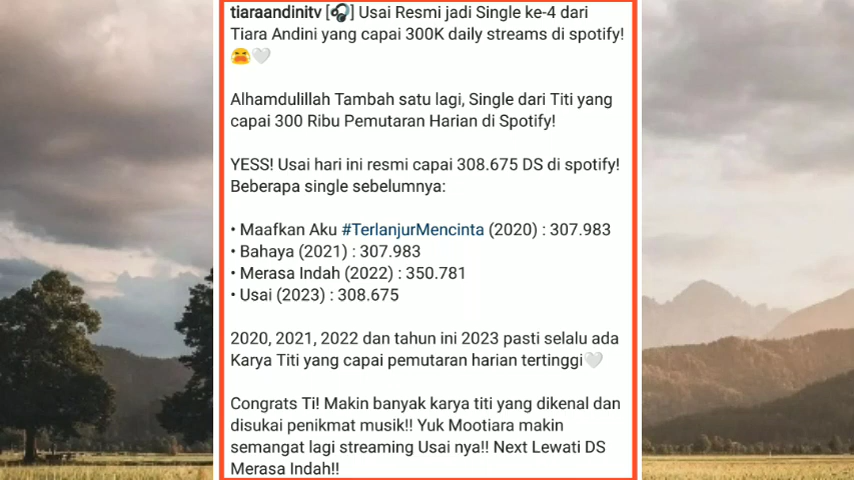 tiaraandinitv [🎧] Usai Resmi jadi Single ke-4 dari
Tiara Andini yang capai 300K daily streams di spotify!
😭🤍
Alhamdulillah Tambah satu lagi, Single dari Titi yang
capai 300 Ribu Pemutaran Harian di Spotify!
YESS! Usai hari ini resmi capai 308.675 DS di spotify!
Beberapa single sebelumnya:
• Maafkan Aku #TerlanjurMencinta (2020) : 307.983
• Bahaya (2021) : 307.983
• Merasa Indah (2022) : 350.781
• Usai (2023) : 308.675
2020, 2021, 2022 dan tahun ini 2023 pasti selalu ada
Karya Titi yang capai pemutaran harian tertinggi🤍
Congrats Ti! Makin banyak karya titi yang dikenal dan
disukai penikmat musik!! Yuk Mootiara makin
semangat lagi streaming Usai nya!! Next Lewati DS
Merasa Indah!!